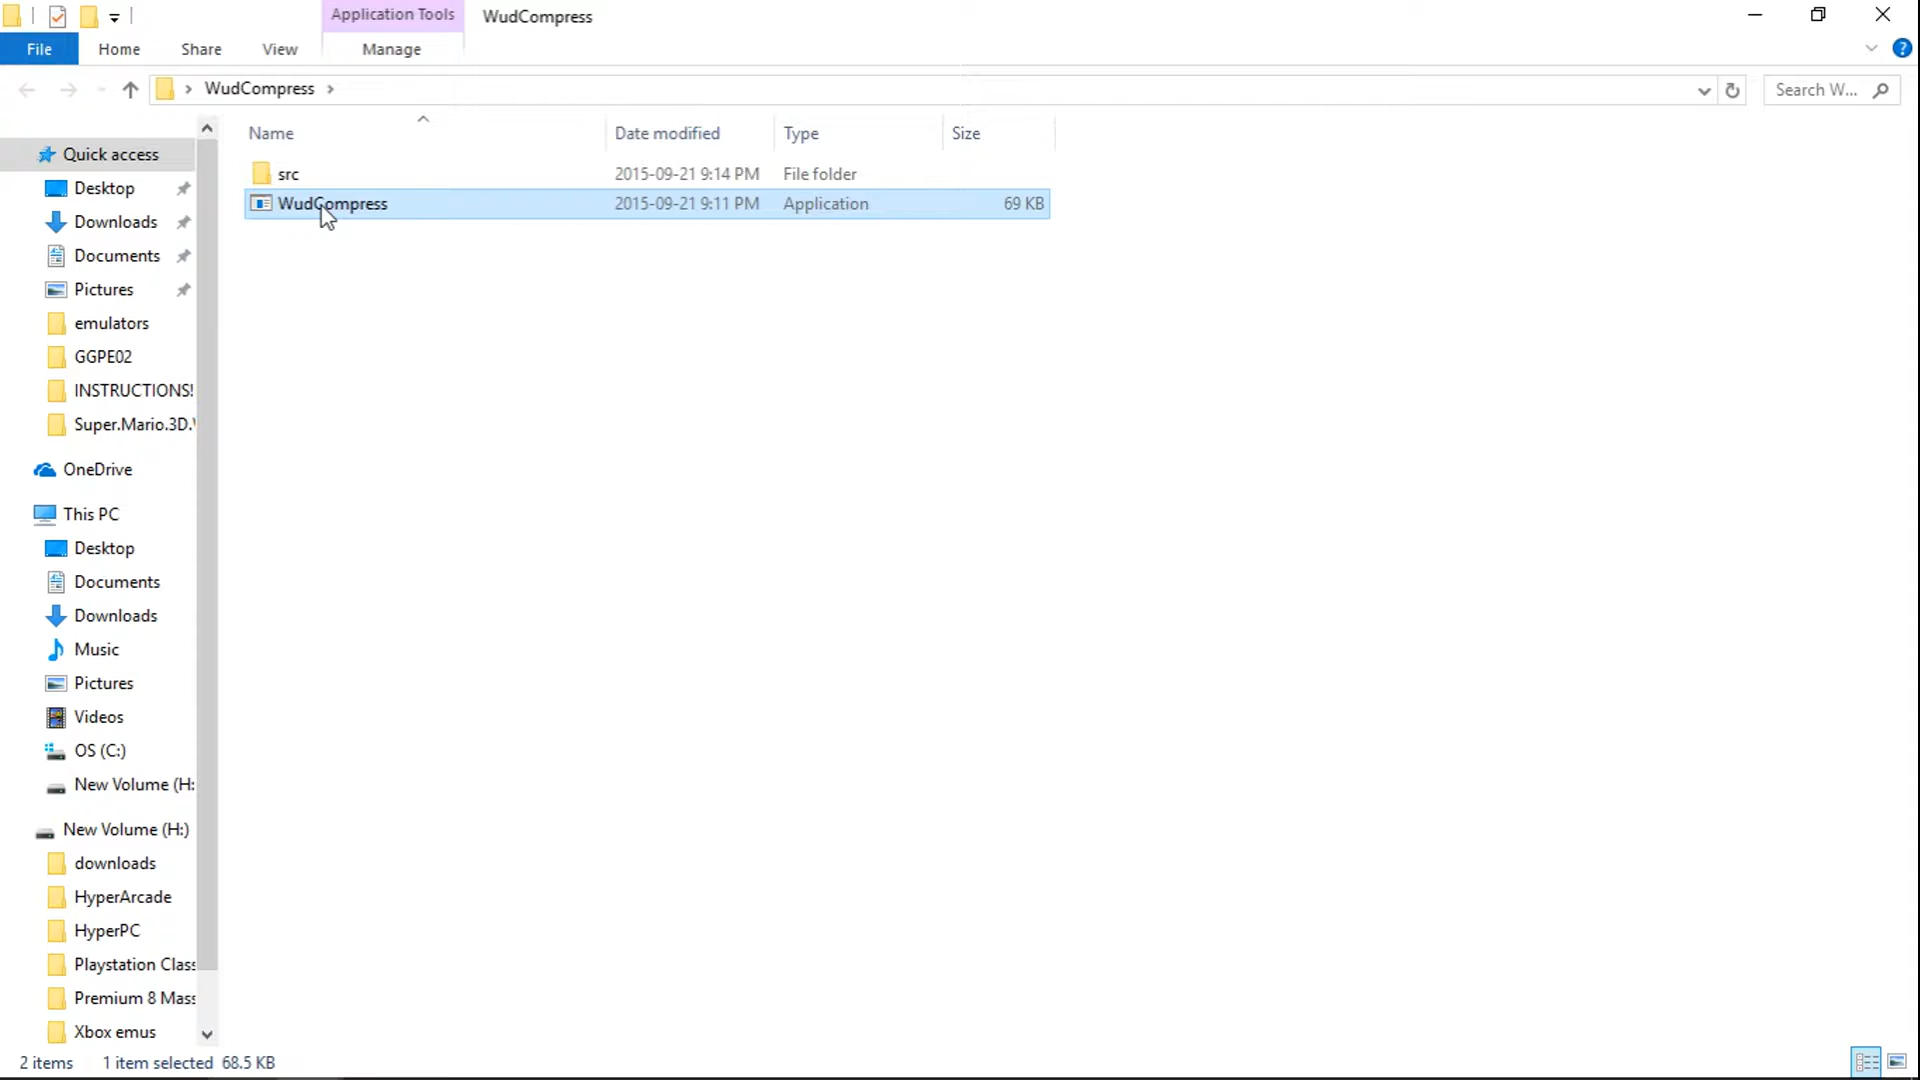 Application Tools
WudCompress
File
Home
Share
View
Manage
?
WudCompress
Search W...
Name
Date modified
Type
Size
src
2015-09-21 9:14 PM
File folder
WudCompress
2015-09-21 9:11 PM
Application
69 KB
Quick access
Desktop
Downloads
Documents
Pictures
emulators
GGPE02
INSTRUCTIONS!
Super.Mario.3D.
OneDrive
This PC
Desktop
Documents
Downloads
Music
Pictures
Videos
OS (C:)
New Volume (H:
New Volume (H:)
downloads
HyperArcade
HyperPC
Playstation Clas
Premium 8 Mass
Xbox emus
2 items
1 item selected 68.5 KB